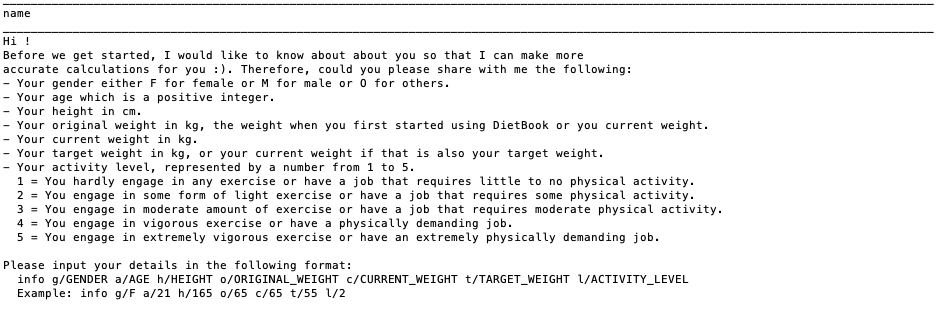 name
Hi !
Before we get started, I would like to know about about you so that I can make more
accurate calculations for you :). Therefore, could you please share with me the following:
– Your gender either F for female or M for male or O for others.
– Your age which is a positive integer.
– Your height in cm.
– Your original weight in kg, the weight when you first started using DietBook or you current weight.
– Your current weight in kg.
– Your target weight in kg, or your current weight if that is also your target weight.
– Your activity level, represented by a number from 1 to 5.
1 = You hardly engage in any exercise or have a job that requires little to no physical activity.
2 = You engage in some form of light exercise or have a job that requires some physical activity.
3 = You engage in moderate amount of exercise or have a job that requires moderate physical activity.
4 = You engage in vigorous exercise or have a physically demanding job.
5 = You engage in extremely vigorous exercise or have an extremely physically demanding job.
Please input your details in the following format:
info g/GENDER a/AGE h/HEIGHT o/ORIGINAL_WEIGHT c/CURRENT_WEIGHT t/TARGET_WEIGHT l/ACTIVITY_LEVEL
Example: info g/F a/21 h/165 o/65 c/65 t/55 l/2